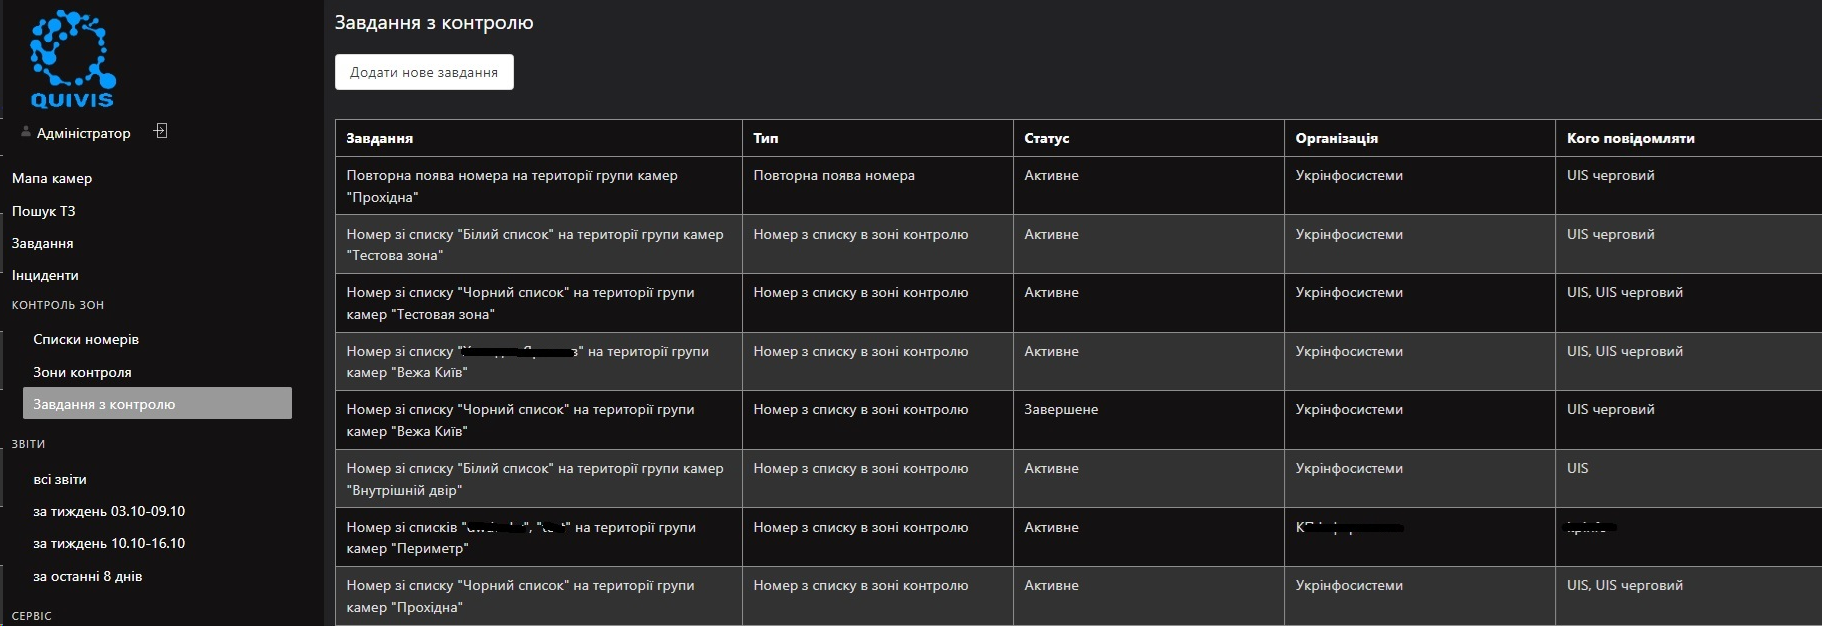 QUIVIS
Адміністратор
Мапа камер
Пошук ТЗ
Завдання
Інциденти
КОНТРОЛЬ ЗОН
Списки номерів
Зони контроля
Завдання з контролю
ЗВІТИ
всі звіти
за тиждень 03.10-09.10
за тиждень 10.10-16.10
за останні 8 днів
СЕРВІС
Завдання з контролю
Додати нове завдання
Завдання Тип Статус Організація Кого повідомляти
Повторна поява номера на території групи камер Повторна поява номера Активне Укрінфосистеми UIS черговий
"Прохідна"
Номер зі списку "Білий список" на території групи камер Номер з списку в зоні контролю Активне Укрінфосистеми UIS черговий
"Тестова зона"
Номер зі списку "Чорний список" на території групи Номер з списку в зоні контролю Активне Укрінфосистеми UIS, UIS черговий
камер "Тестовая зона"
Номер зі списку " " на території групи Номер з списку в зоні контролю Активне Укрінфосистеми UIS, UIS черговий
камер "Вежа Київ"
Номер зі списку "Чорний список" на території групи Номер з списку в зоні контролю Завершене Укрінфосистеми UIS черговий
камер "Вежа Київ"
Номер зі списку "Білий список" на території групи камер Номер з списку в зоні контролю Активне Укрінфосистеми UIS
"Внутрішній двір"
Номер зі списків " ", " " на території групи Номер з списку в зоні контролю Активне
камер "Периметр"
Номер зі списку "Чорний список" на території групи Номер з списку в зоні контролю Активне Укрінфосистеми UIS, UIS черговий
камер "Прохідна"